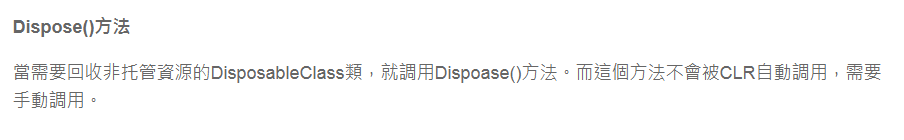 Dispose()方法
當需要回收非托管資源的DisposableClass類，就調用Dispoase()方法。而這個方法不會被CLR自動調用，需要
手動調用。